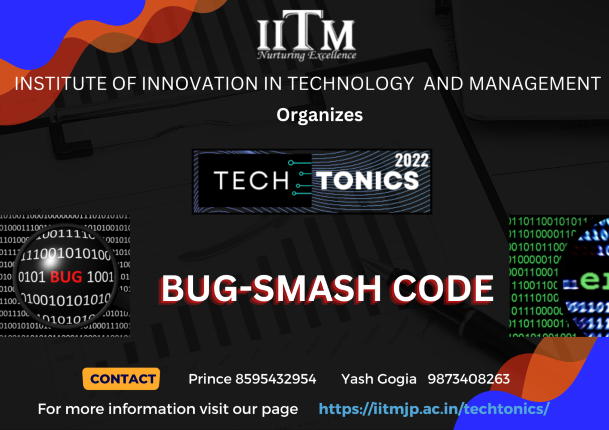 IITM
Nurturing Excellence
INSTITUTE OF INNOVATION IN TECHNOLOGY AND MANAGEMENT
Organizes
2022
TECH TONICS
BUG
BUG-SMASH CODE
CONTACT Prince 8595432954 Yash Gogia 9873408263
For more information visit our page https://iitmjp.ac.in/techtonics/